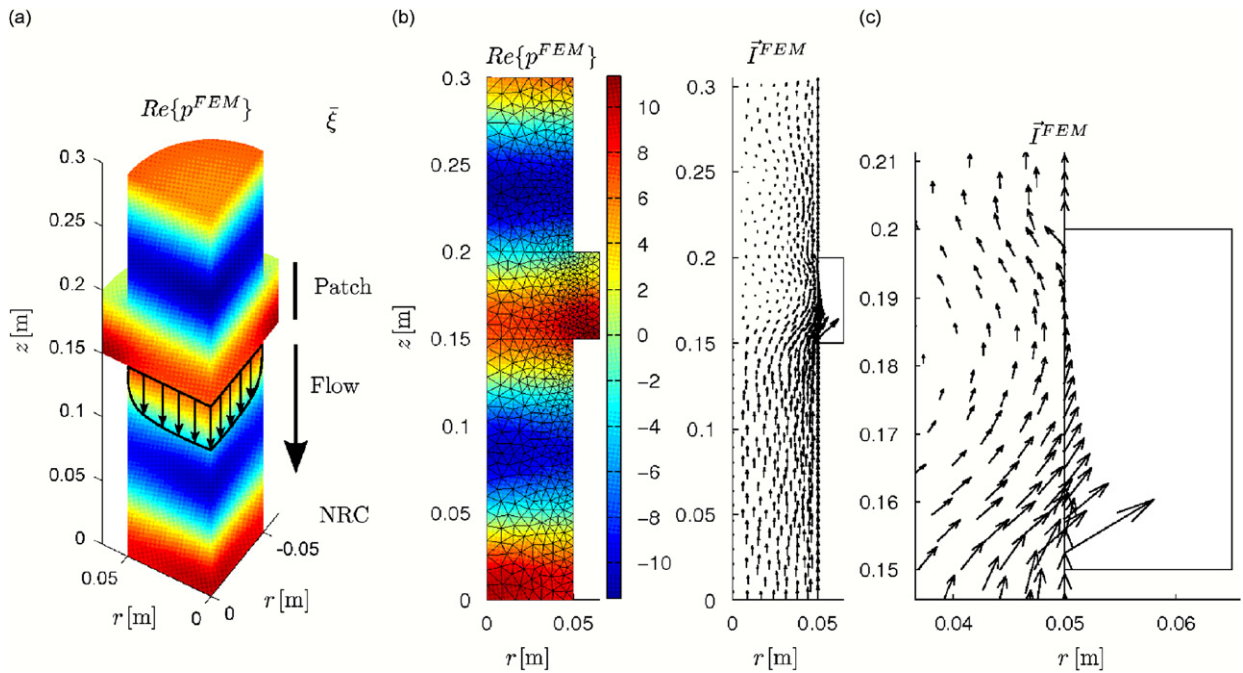 (a)
Re{p^{FEM}}
ξ̄
0.3
0.25
0.2
0.15
0.1
0.05
0
z [m]
Patch
Flow
NRC
0.05
0
r [m]
-0.05
0
r [m]
(b)
Re{p^{FEM}}
0.3
0.25
0.2
0.15
0.1
0.05
0
z [m]
0
0.05
r [m]
10
8
6
4
2
0
−2
−4
−6
−8
−10
I⃗^{FEM}
0.3
0.25
0.2
0.15
0.1
0.05
0
0
0.05
r [m]
(c)
I⃗^{FEM}
0.21
0.2
0.19
0.18
0.17
0.16
0.15
0.04
0.05
0.06
r [m]